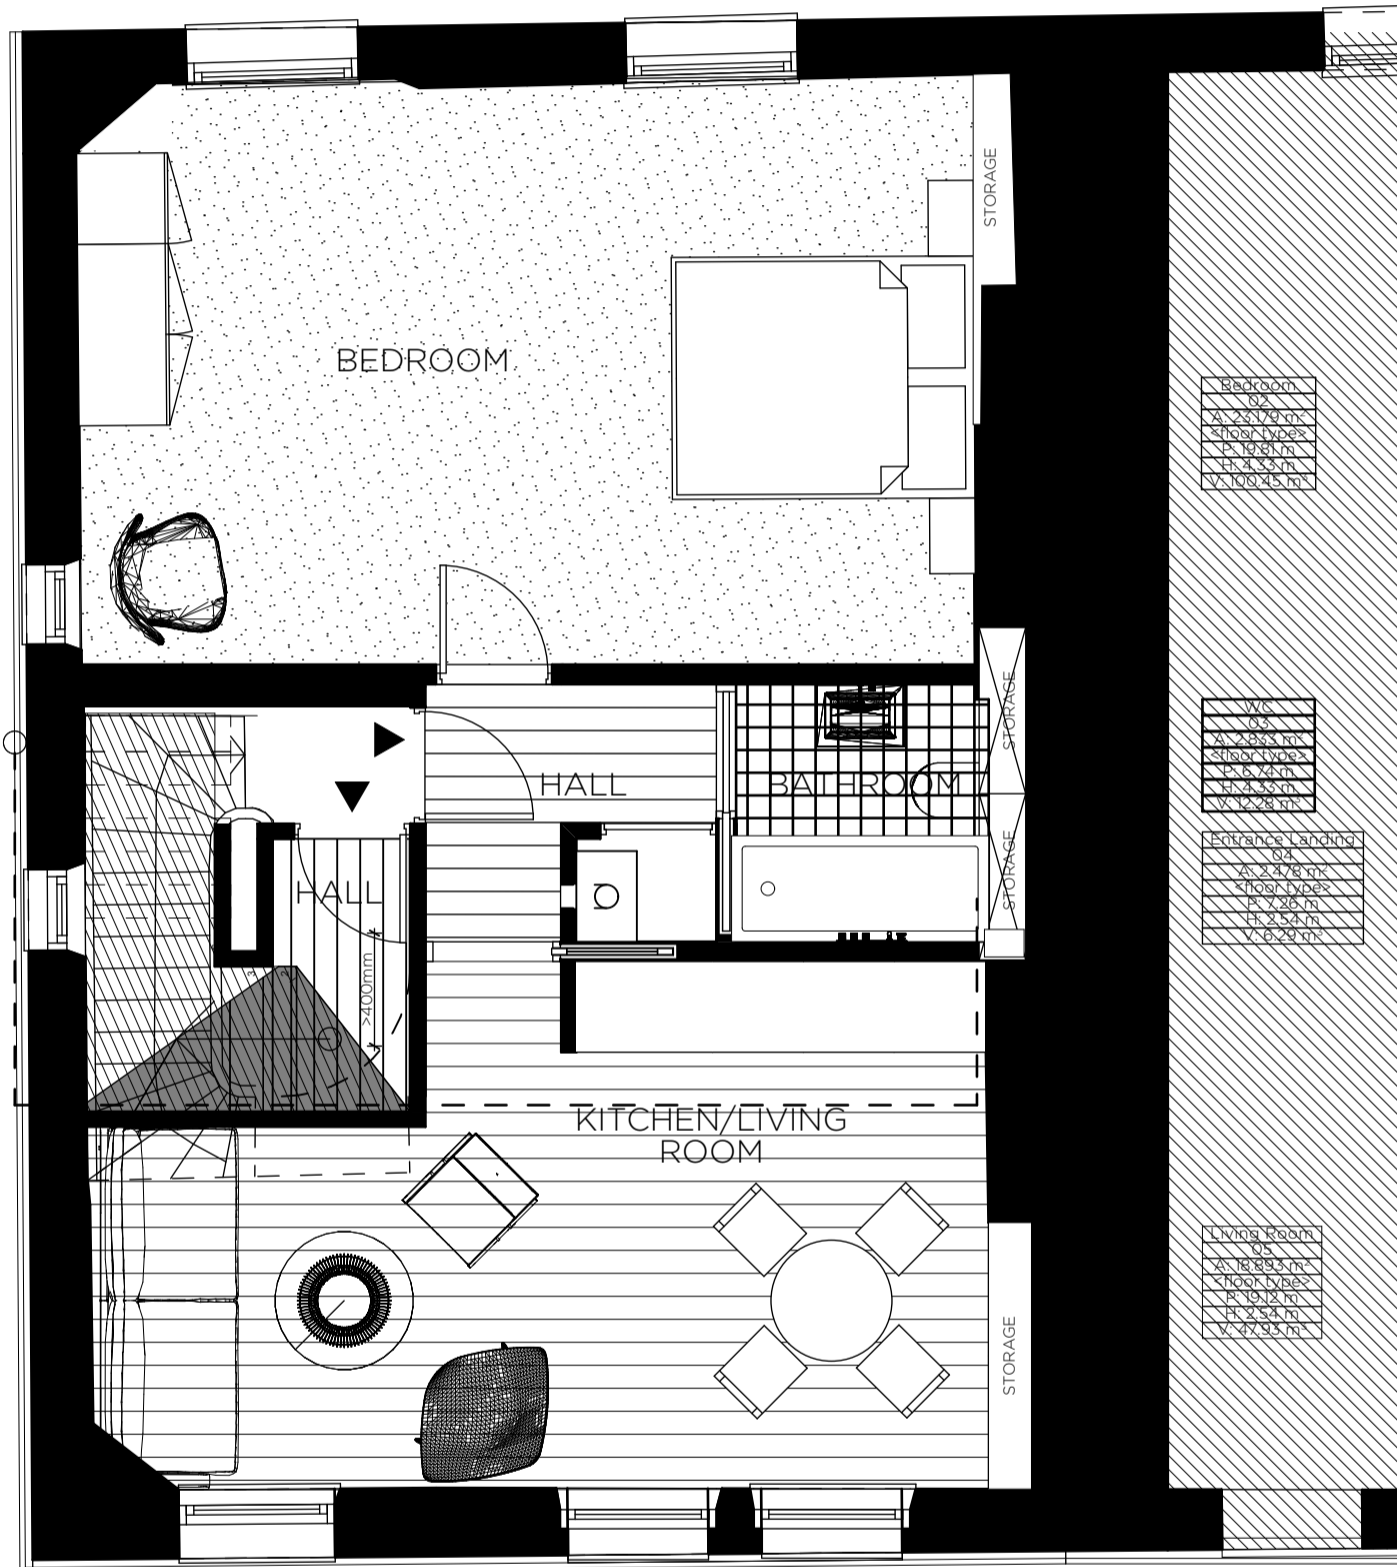 STORAGE
BEDROOM
Bedroom
02
A: 23.179 m²
<floor type>
P: 19.81 m
H: 4.33 m
V: 100.45 m³
STORAGE
HALL
BATHROOM
WC
03
A: 2.833 m²
<floor type>
P: 6.74 m
H: 4.33 m
V: 12.28 m³
STORAGE
HALL
Entrance Landing
04
A: 2.478 m²
<floor type>
P: 7.26 m
H: 2.54 m
V: 6.29 m³
3
2
>400mm
KITCHEN/LIVING
ROOM
Living Room
05
A: 18.893 m²
<floor type>
P: 19.12 m
H: 2.54 m
V: 47.93 m³
STORAGE